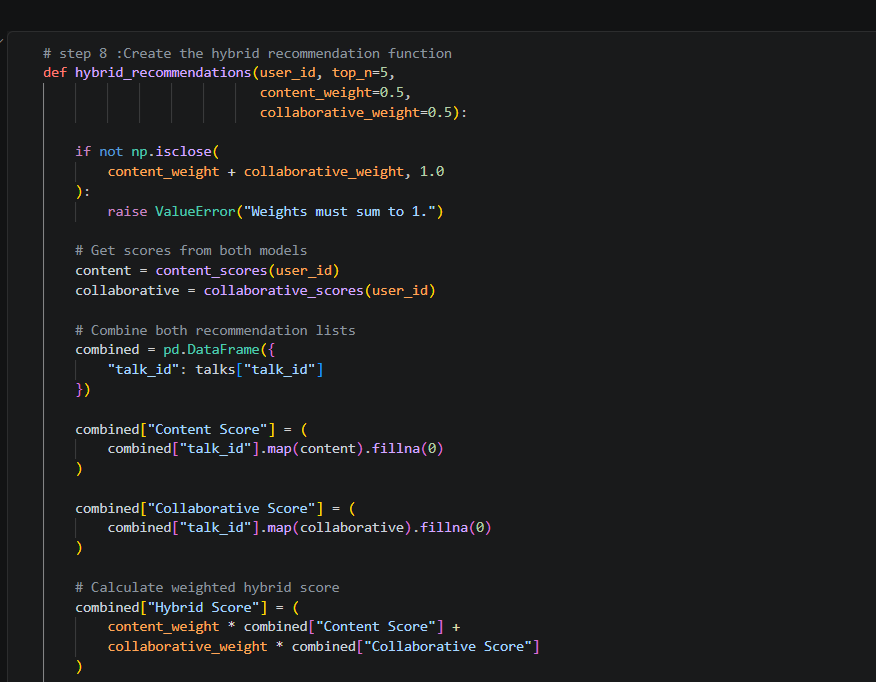 # step 8 :Create the hybrid recommendation function
def hybrid_recommendations(user_id, top_n=5,
                           content_weight=0.5,
                           collaborative_weight=0.5):

    if not np.isclose(
        content_weight + collaborative_weight, 1.0
    ):
        raise ValueError("Weights must sum to 1.")

    # Get scores from both models
    content = content_scores(user_id)
    collaborative = collaborative_scores(user_id)

    # Combine both recommendation lists
    combined = pd.DataFrame({
        "talk_id": talks["talk_id"]
    })

    combined["Content Score"] = (
        combined["talk_id"].map(content).fillna(0)
    )

    combined["Collaborative Score"] = (
        combined["talk_id"].map(collaborative).fillna(0)
    )

    # Calculate weighted hybrid score
    combined["Hybrid Score"] = (
        content_weight * combined["Content Score"] +
        collaborative_weight * combined["Collaborative Score"]
    )